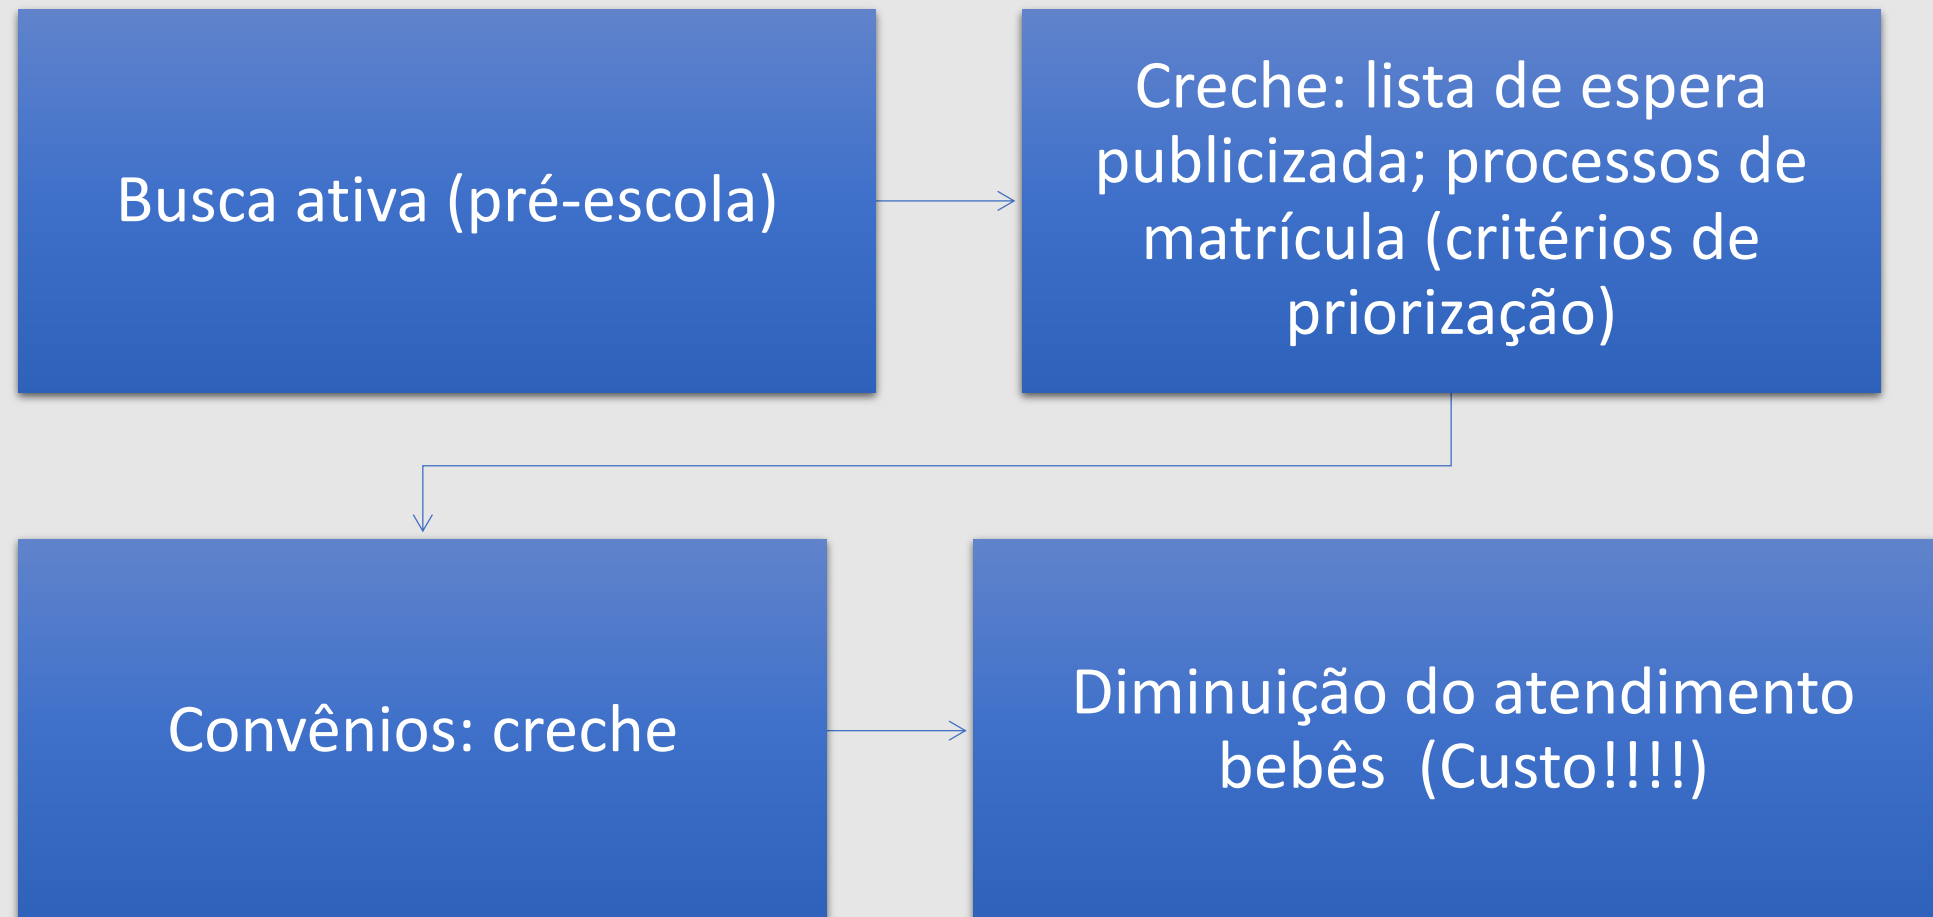 Busca ativa (pré-escola)
Creche: lista de espera
publicizada; processos de
matrícula (critérios de
priorização)
Convênios: creche
Diminuição do atendimento
bebês  (Custo!!!!)